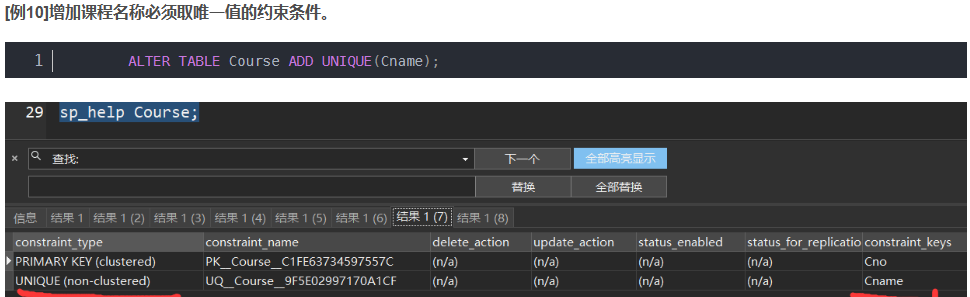 [例10]增加课程名称必须取唯一值的约束条件。
1 ALTER TABLE Course ADD UNIQUE(Cname);
29 sp_help Course;
× 查找: 下一个 全部高亮显示
替换 全部替换
信息 结果 1 结果 1 (2) 结果 1 (3) 结果 1 (4) 结果 1 (5) 结果 1 (6) 结果 1 (7) 结果 1 (8)
constraint_type constraint_name delete_action update_action status_enabled status_for_replicatio constraint_keys
PRIMARY KEY (clustered) PK__Course__C1FE63734597557C (n/a) (n/a) (n/a) (n/a) Cno
UNIQUE (non-clustered) UQ__Course__9F5E02997170A1CF (n/a) (n/a) (n/a) (n/a) Cname